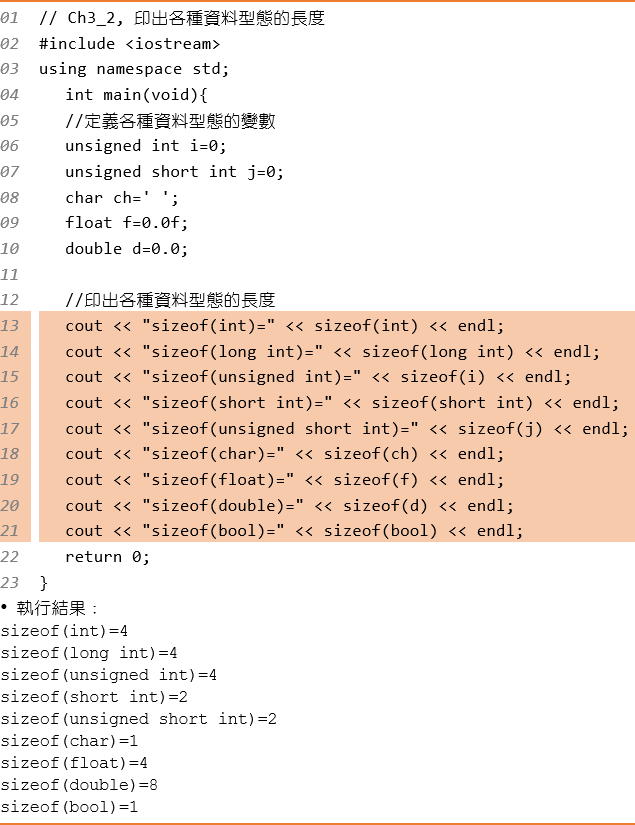 01 // Ch3_2, 印出各種資料型態的長度
02 #include <iostream>
03 using namespace std;
04 int main(void){
05 //定義各種資料型態的變數
06 unsigned int i=0;
07 unsigned short int j=0;
08 char ch=' ';
09 float f=0.0f;
10 double d=0.0;
11
12 //印出各種資料型態的長度
13 cout << "sizeof(int)=" << sizeof(int) << endl;
14 cout << "sizeof(long int)=" << sizeof(long int) << endl;
15 cout << "sizeof(unsigned int)=" << sizeof(i) << endl;
16 cout << "sizeof(short int)=" << sizeof(short int) << endl;
17 cout << "sizeof(unsigned short int)=" << sizeof(j) << endl;
18 cout << "sizeof(char)=" << sizeof(ch) << endl;
19 cout << "sizeof(float)=" << sizeof(f) << endl;
20 cout << "sizeof(double)=" << sizeof(d) << endl;
21 cout << "sizeof(bool)=" << sizeof(bool) << endl;
22 return 0;
23 }
• 執行結果：
sizeof(int)=4
sizeof(long int)=4
sizeof(unsigned int)=4
sizeof(short int)=2
sizeof(unsigned short int)=2
sizeof(char)=1
sizeof(float)=4
sizeof(double)=8
sizeof(bool)=1